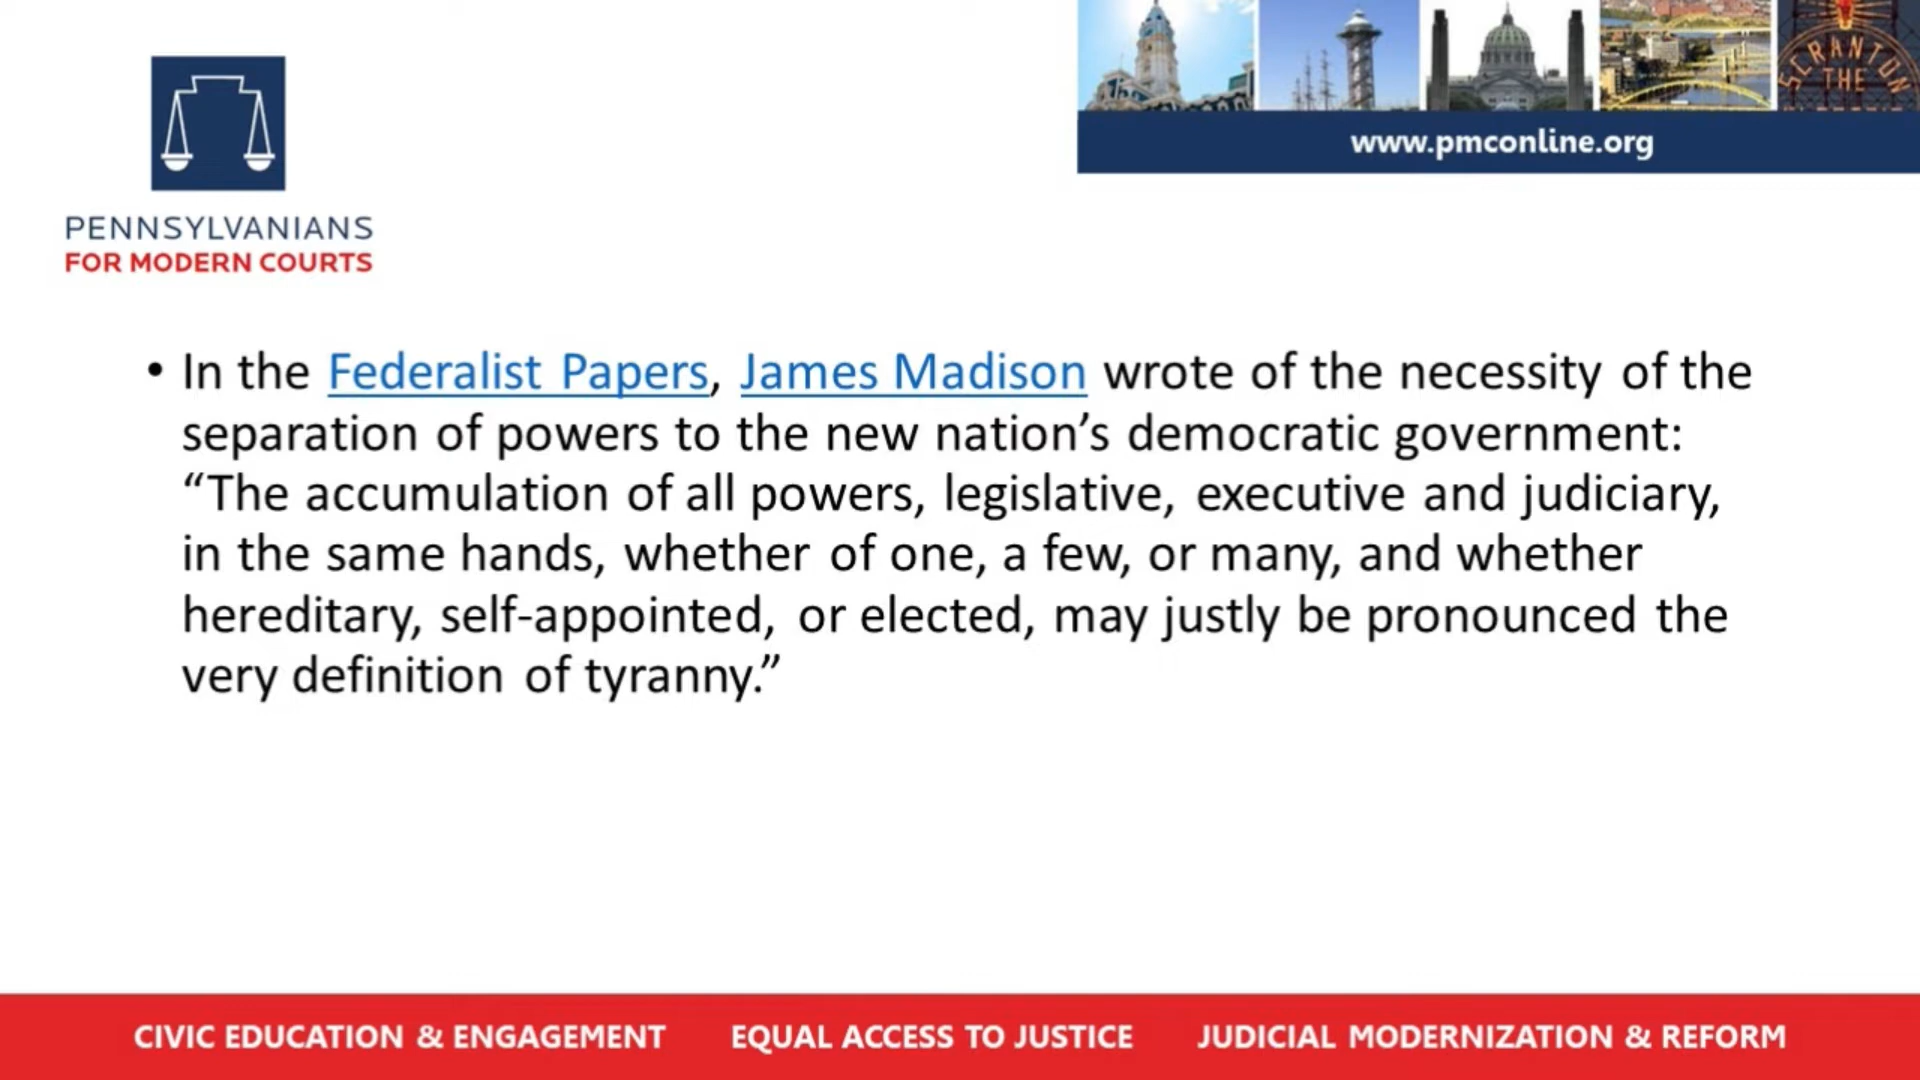 www.pmconline.org
SCRANTON
THE
PENNSYLVANIANS
FOR MODERN COURTS
• In the Federalist Papers, James Madison wrote of the necessity of the
separation of powers to the new nation’s democratic government:
“The accumulation of all powers, legislative, executive and judiciary,
in the same hands, whether of one, a few, or many, and whether
hereditary, self-appointed, or elected, may justly be pronounced the
very definition of tyranny.”
CIVIC EDUCATION & ENGAGEMENT EQUAL ACCESS TO JUSTICE JUDICIAL MODERNIZATION & REFORM